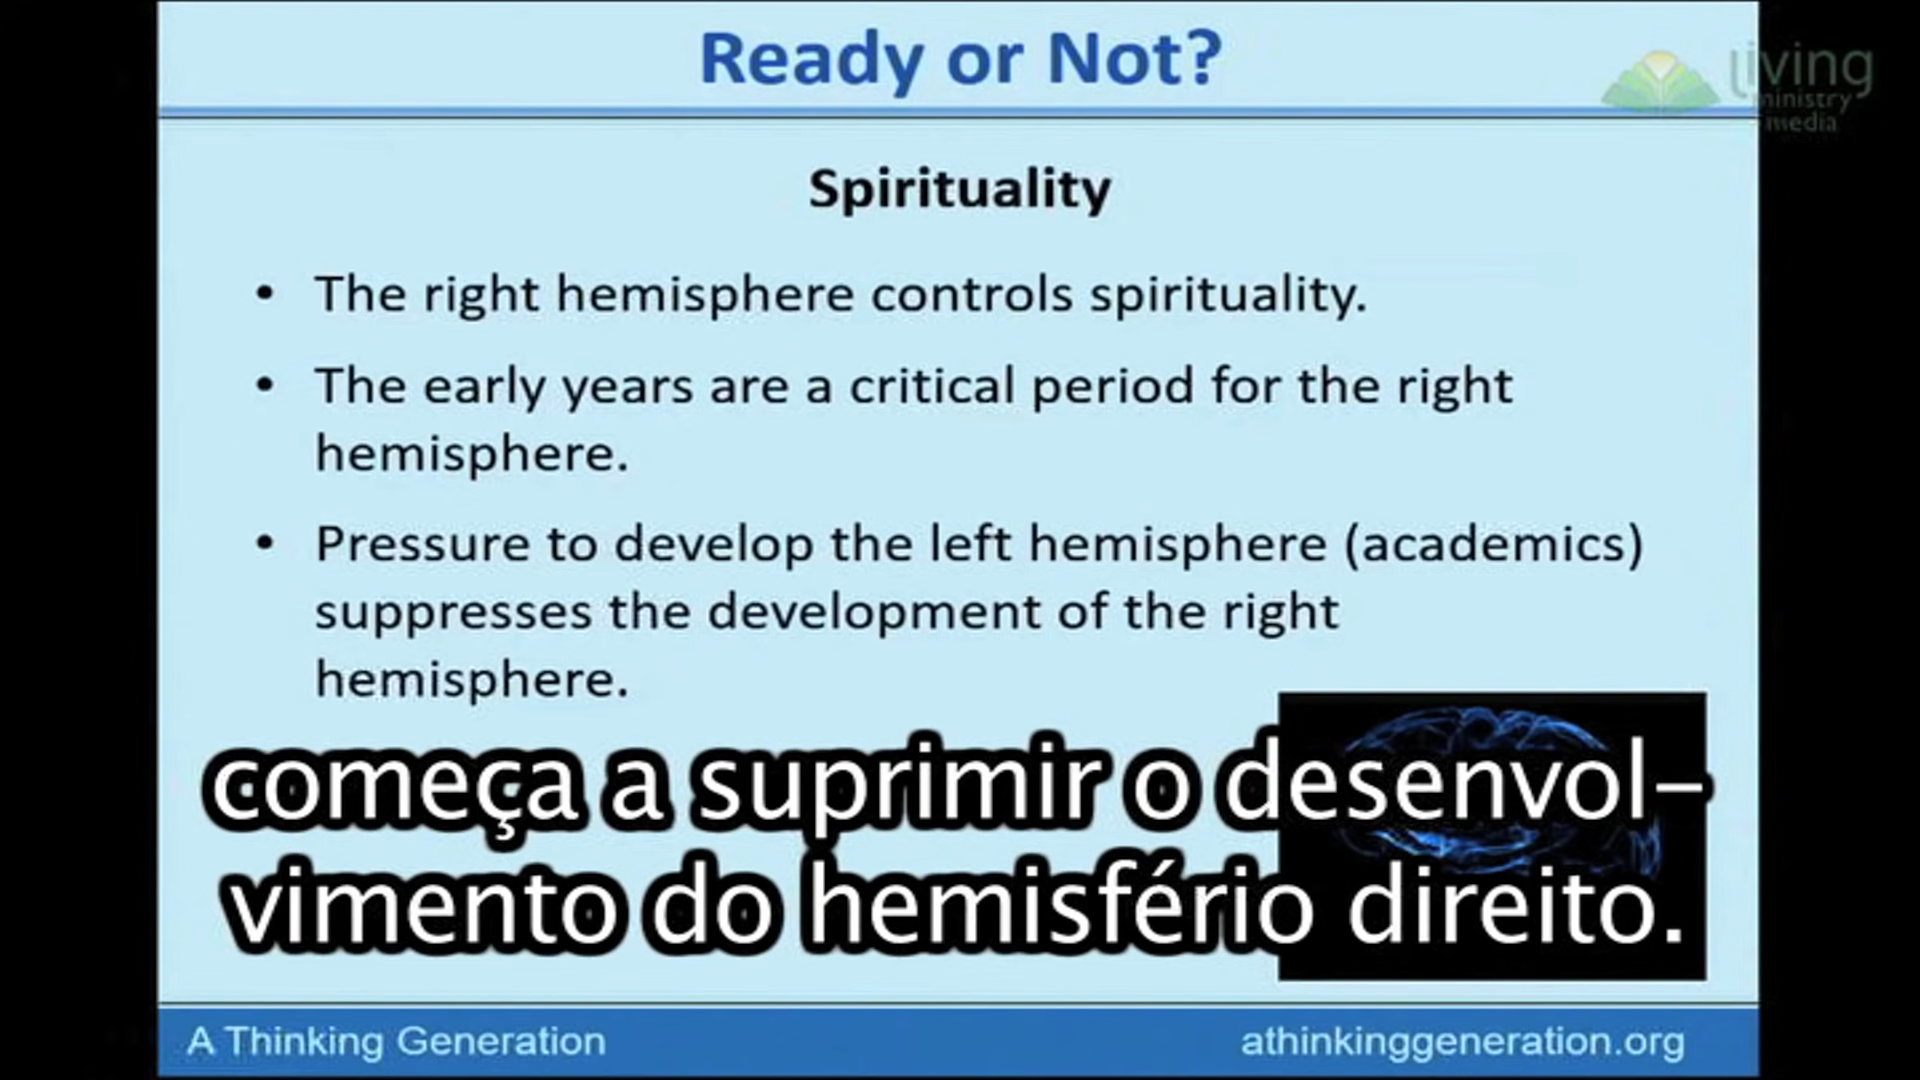 Ready or Not?
living
ministry
media
Spirituality
• The right hemisphere controls spirituality.
• The early years are a critical period for the right
hemisphere.
• Pressure to develop the left hemisphere (academics)
suppresses the development of the right
hemisphere.
começa a suprimir o desenvol-
vimento do hemisfério direito.
A Thinking Generation
athinkinggeneration.org